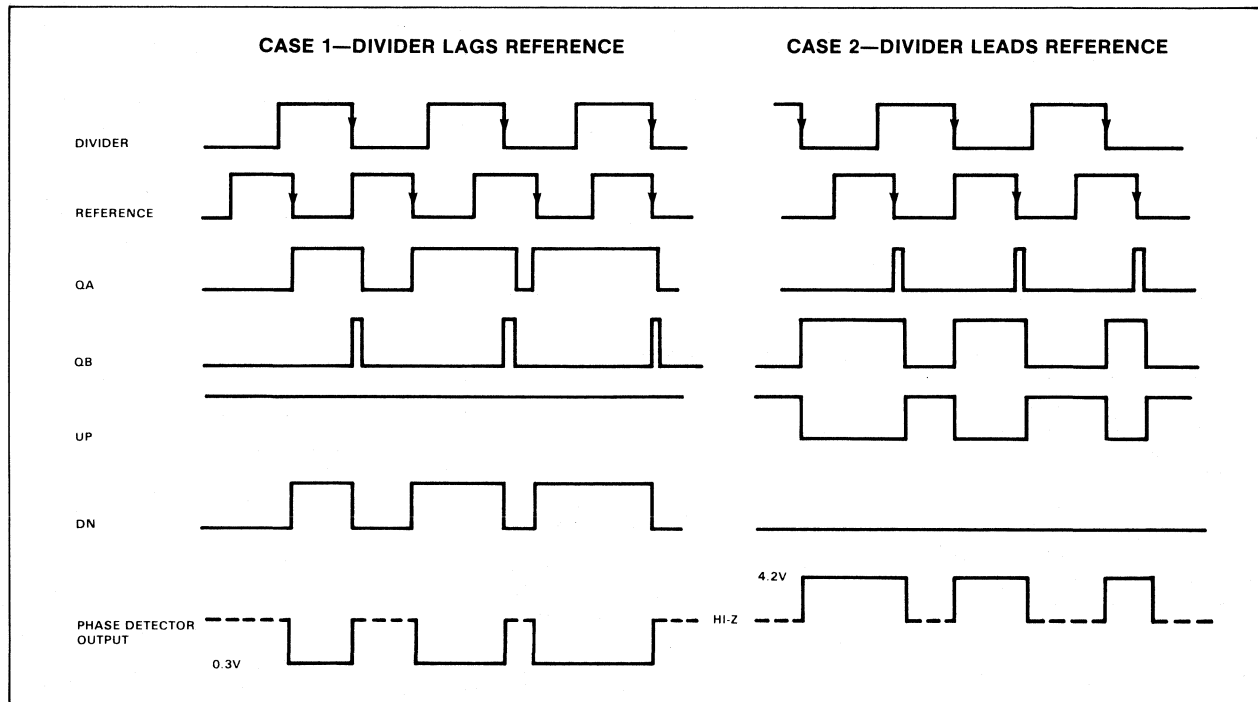 CASE 1—DIVIDER LAGS REFERENCE
CASE 2—DIVIDER LEADS REFERENCE
DIVIDER
REFERENCE
QA
QB
UP
DN
4.2V
PHASE DETECTOR
OUTPUT
HI-Z
0.3V